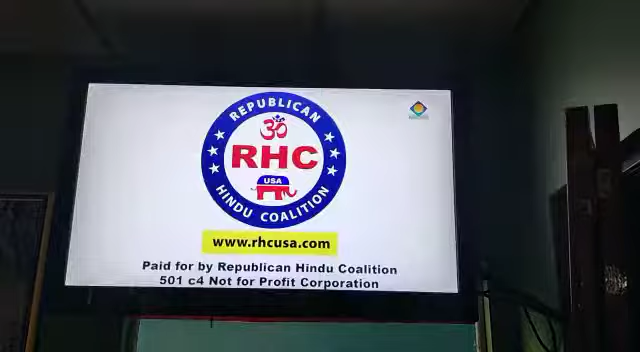 REPUBLICAN
ॐ
RHC
USA
HINDU COALITION
www.rhcusa.com
Paid for by Republican Hindu Coalition
501 c4 Not for Profit Corporation